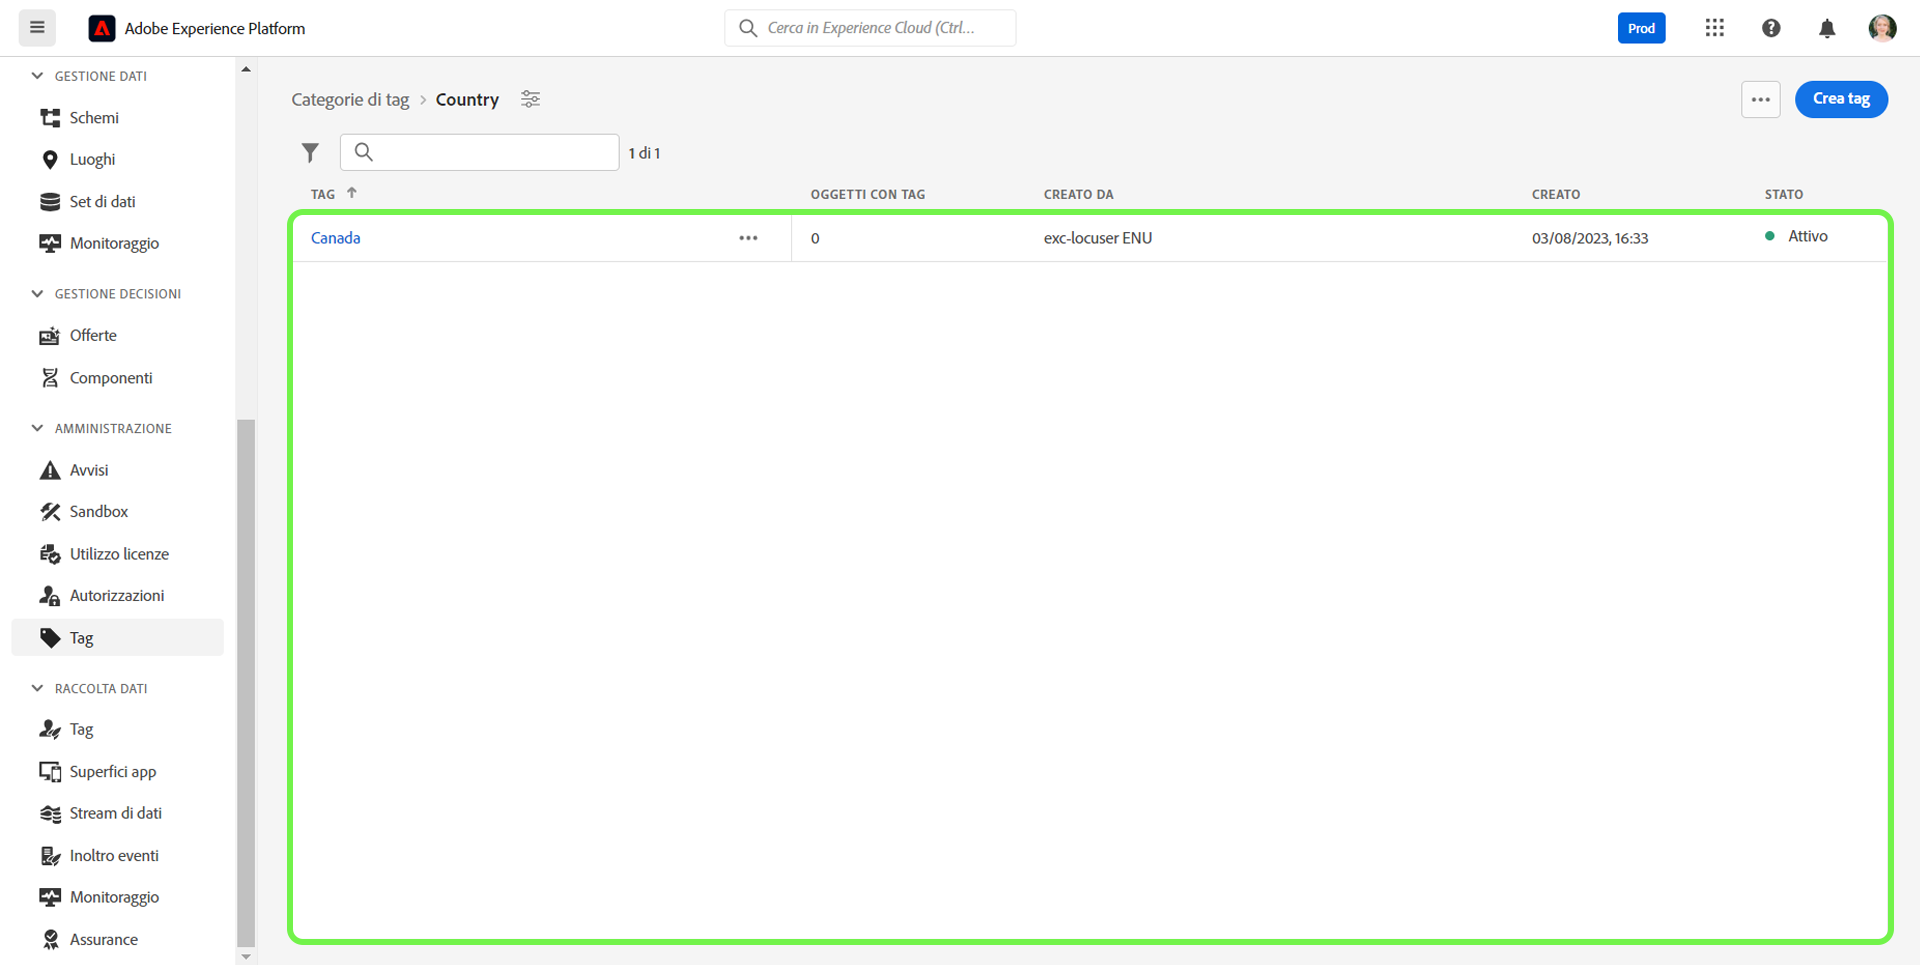 Adobe Experience Platform
Cerca in Experience Cloud (Ctrl...
Prod
GESTIONE DATI
Schemi
Luoghi
Set di dati
Monitoraggio
GESTIONE DECISIONI
Offerte
Componenti
AMMINISTRAZIONE
Avvisi
Sandbox
Utilizzo licenze
Autorizzazioni
Tag
RACCOLTA DATI
Tag
Superfici app
Stream di dati
Inoltro eventi
Monitoraggio
Assurance
Categorie di tag > Country
Crea tag
1 di 1
TAG OGGETTI CON TAG CREATO DA CREATO STATO
Canada 0 exc-locuser ENU 03/08/2023, 16:33 Attivo